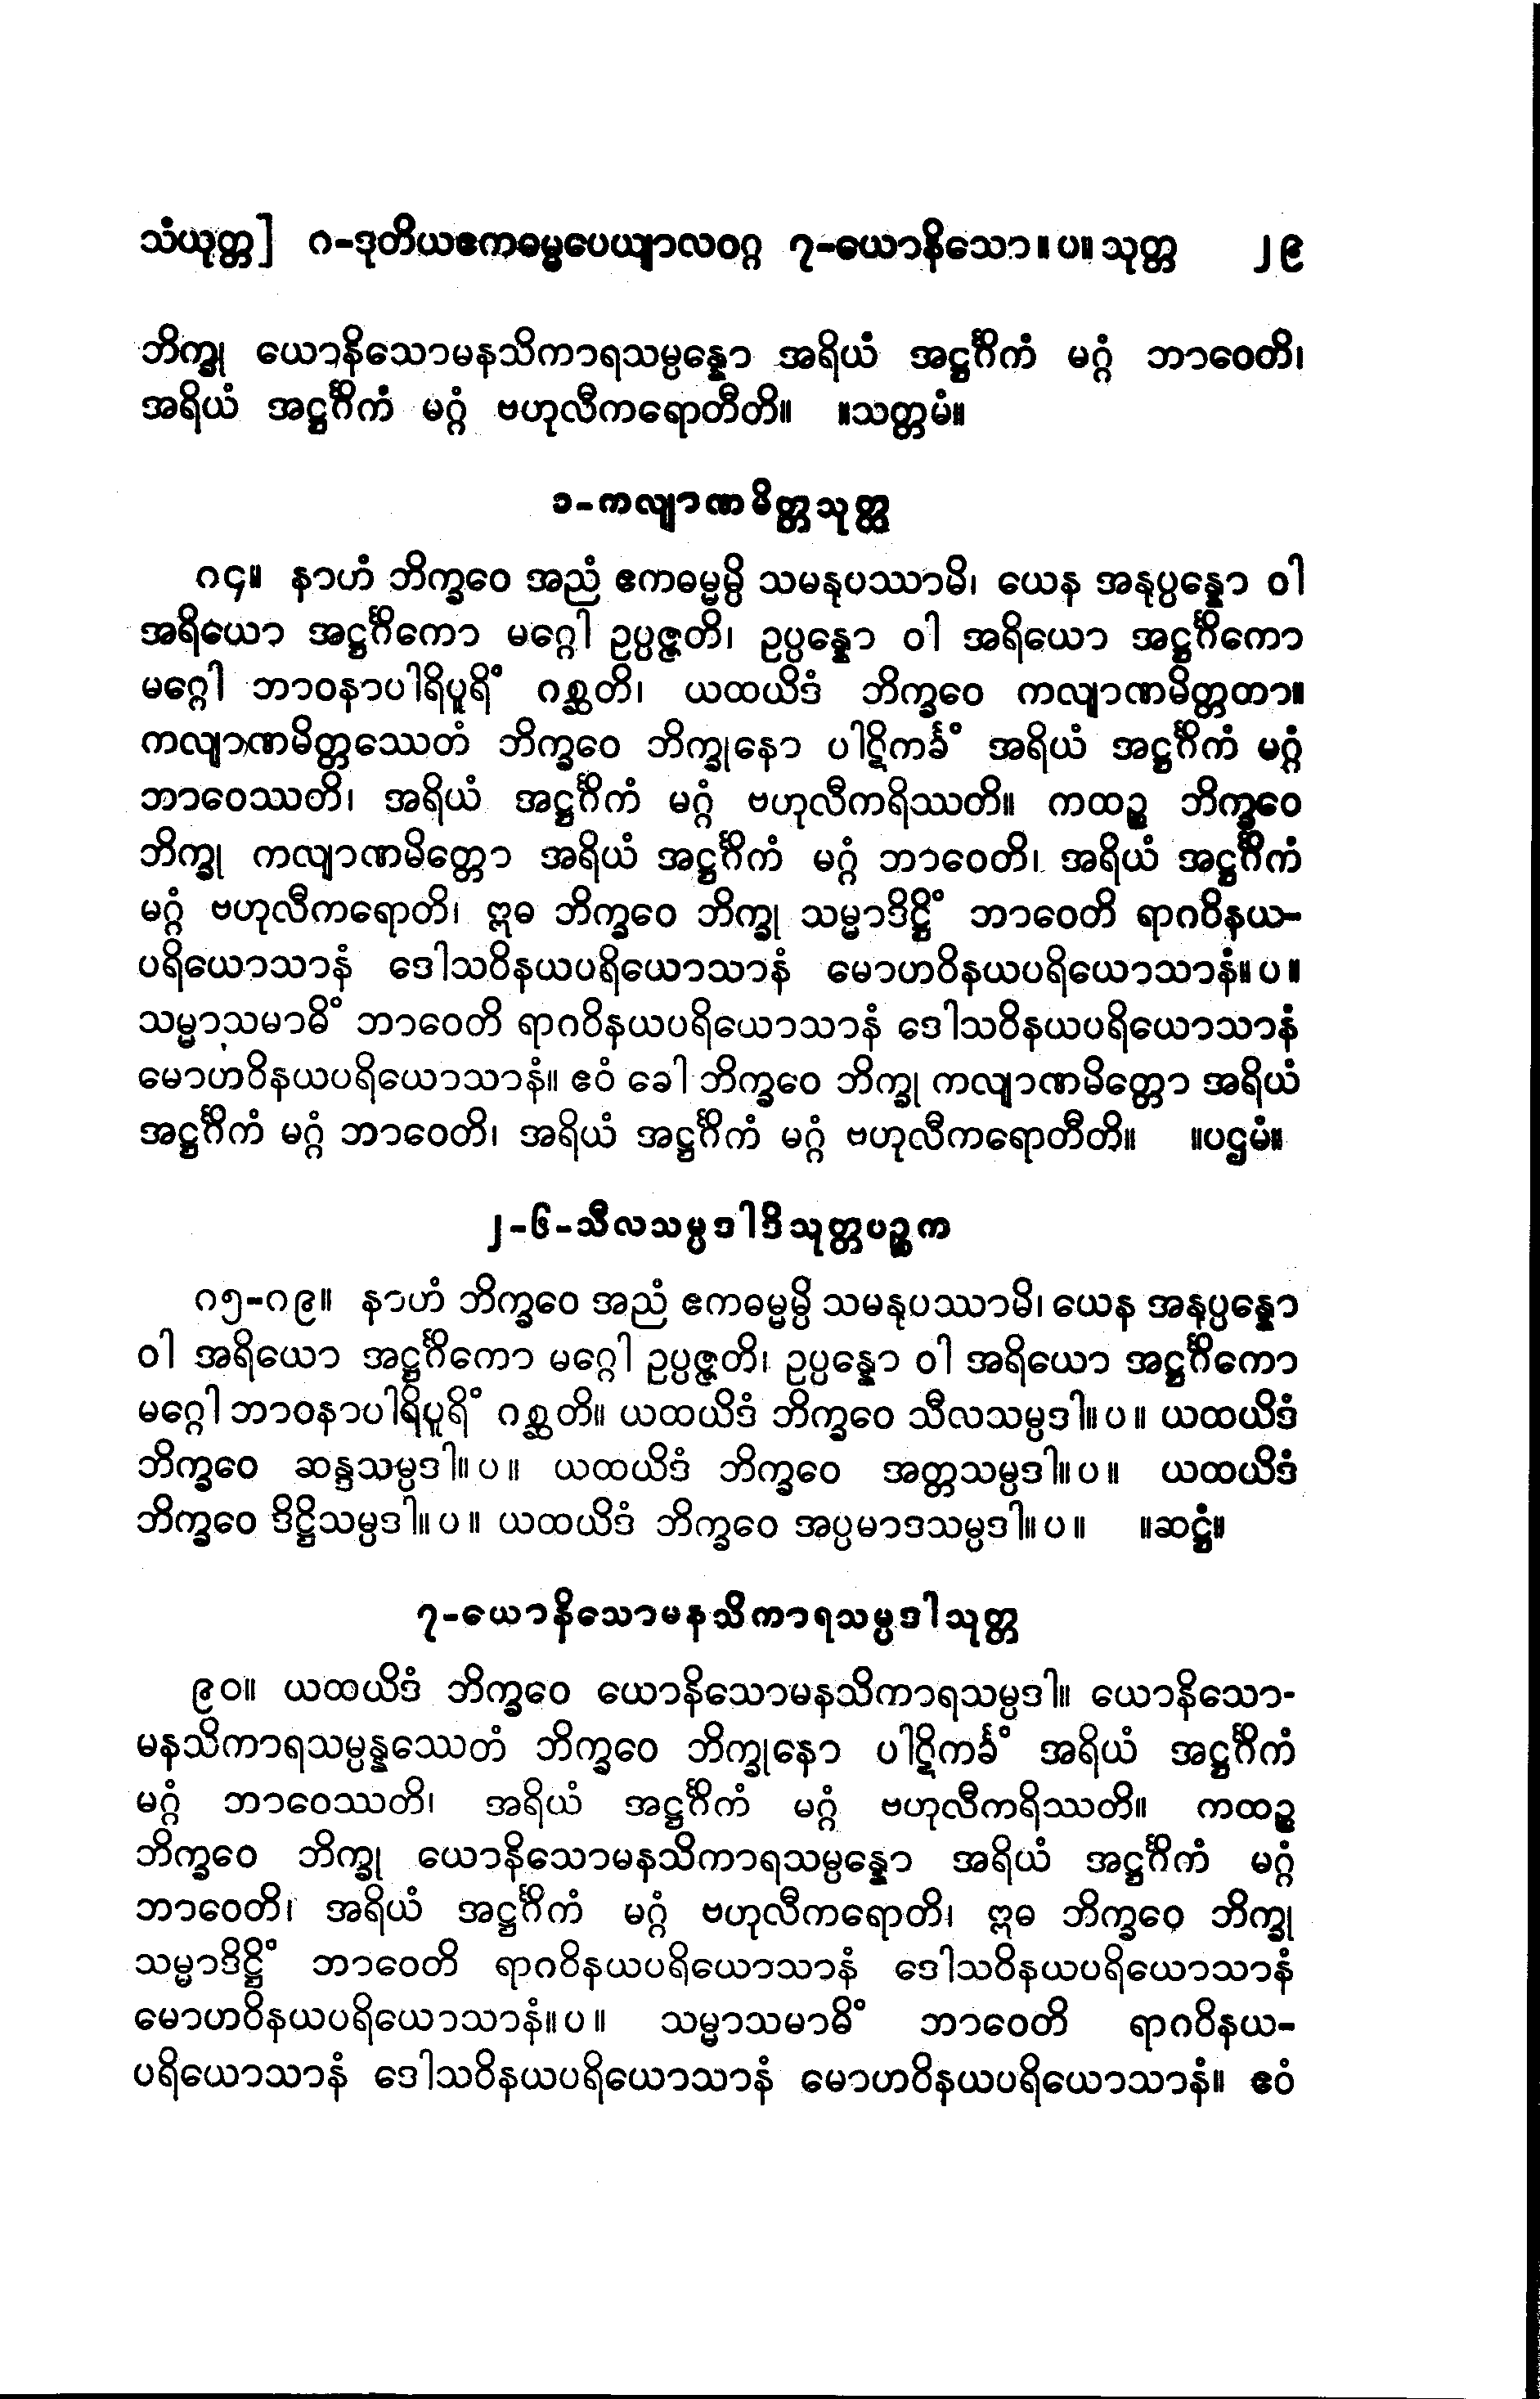 သံယုတ္တ] ဂ-ဒုတိယဧကဓမ္မပေယျာလဝဂ္ဂ ၇-ယောနိသော။ပ။သုတ္တ ၂၉
ဘိက္ခု ယောနိသောမနသိကာရသမ္ပန္နော အရိယံ အဋ္ဌင်္ဂိကံ မဂ္ဂံ ဘာဝေတိ၊
အရိယံ အဋ္ဌင်္ဂိကံ မဂ္ဂံ ဗဟုလီကရောတီတိ။ ။သတ္တမံ။
၁-ကလျာဏမိတ္တသုတ္တ
ဂ၄။ နာဟံ ဘိက္ခဝေ အညံ ဧကဓမ္မမ္ပိ သမနုပဿာမိ၊ ယေန အနုပ္ပန္နော ဝါ
အရိယော အဋ္ဌင်္ဂိကော မဂ္ဂေါ ဥပ္ပဇ္ဇတိ၊ ဥပ္ပန္နော ဝါ အရိယော အဋ္ဌင်္ဂိကော
မဂ္ဂေါ ဘာဝနာပါရိပူရိံ ဂစ္ဆတိ၊ ယထယိဒံ ဘိက္ခဝေ ကလျာဏမိတ္တတာ။
ကလျာဏမိတ္တဿေတံ ဘိက္ခဝေ ဘိက္ခုနော ပါဋိကင်္ခံ အရိယံ အဋ္ဌင်္ဂိကံ မဂ္ဂံ
ဘာဝေဿတိ၊ အရိယံ အဋ္ဌင်္ဂိကံ မဂ္ဂံ ဗဟုလီကရိဿတိ။ ကထဉ္စ ဘိက္ခဝေ
ဘိက္ခု ကလျာဏမိတ္တော အရိယံ အဋ္ဌင်္ဂိကံ မဂ္ဂံ ဘာဝေတိ၊ အရိယံ အဋ္ဌင်္ဂိကံ
မဂ္ဂံ ဗဟုလီကရောတိ၊ ဣဓ ဘိက္ခဝေ ဘိက္ခု သမ္မာဒိဋ္ဌိံ ဘာဝေတိ ရာဂဝိနယ-
ပရိယောသာနံ ဒေါသဝိနယပရိယောသာနံ မောဟဝိနယပရိယောသာနံ။ပ။
သမ္မာသမာဓိံ ဘာဝေတိ ရာဂဝိနယပရိယောသာနံ ဒေါသဝိနယပရိယောသာနံ
မောဟဝိနယပရိယောသာနံ။ ဧဝံ ခေါ ဘိက္ခဝေ ဘိက္ခု ကလျာဏမိတ္တော အရိယံ
အဋ္ဌင်္ဂိကံ မဂ္ဂံ ဘာဝေတိ၊ အရိယံ အဋ္ဌင်္ဂိကံ မဂ္ဂံ ဗဟုလီကရောတီတိ။ ။ပဌမံ။
၂-၆-သီလသမ္ပဒါဒိသုတ္တပဉ္စက
ဂ၅-ဂ၉။ နာဟံ ဘိက္ခဝေ အညံ ဧကဓမ္မမ္ပိ သမနုပဿာမိ၊ ယေန အနုပ္ပန္နော
ဝါ အရိယော အဋ္ဌင်္ဂိကော မဂ္ဂေါ ဥပ္ပဇ္ဇတိ၊ ဥပ္ပန္နော ဝါ အရိယော အဋ္ဌင်္ဂိကော
မဂ္ဂေါ ဘာဝနာပါရိပူရိံ ဂစ္ဆတိ။ ယထယိဒံ ဘိက္ခဝေ သီလသမ္ပဒါ။ပ။ ယထယိဒံ
ဘိက္ခဝေ ဆန္ဒသမ္ပဒါ။ပ။ ယထယိဒံ ဘိက္ခဝေ အတ္တသမ္ပဒါ။ပ။ ယထယိဒံ
ဘိက္ခဝေ ဒိဋ္ဌိသမ္ပဒါ။ပ။ ယထယိဒံ ဘိက္ခဝေ အပ္ပမာဒသမ္ပဒါ။ပ။ ။ဆဋ္ဌံ။
၇-ယောနိသောမနသိကာရသမ္ပဒါသုတ္တ
၉၀။ ယထယိဒံ ဘိက္ခဝေ ယောနိသောမနသိကာရသမ္ပဒါ။ ယောနိသော-
မနသိကာရသမ္ပန္နဿေတံ ဘိက္ခဝေ ဘိက္ခုနော ပါဋိကင်္ခံ အရိယံ အဋ္ဌင်္ဂိကံ
မဂ္ဂံ ဘာဝေဿတိ၊ အရိယံ အဋ္ဌင်္ဂိကံ မဂ္ဂံ ဗဟုလီကရိဿတိ။ ကထဉ္စ
ဘိက္ခဝေ ဘိက္ခု ယောနိသောမနသိကာရသမ္ပန္နော အရိယံ အဋ္ဌင်္ဂိကံ မဂ္ဂံ
ဘာဝေတိ၊ အရိယံ အဋ္ဌင်္ဂိကံ မဂ္ဂံ ဗဟုလီကရောတိ၊ ဣဓ ဘိက္ခဝေ ဘိက္ခု
သမ္မာဒိဋ္ဌိံ ဘာဝေတိ ရာဂဝိနယပရိယောသာနံ ဒေါသဝိနယပရိယောသာနံ
မောဟဝိနယပရိယောသာနံ။ပ။ သမ္မာသမာဓိံ ဘာဝေတိ ရာဂဝိနယ-
ပရိယောသာနံ ဒေါသဝိနယပရိယောသာနံ မောဟဝိနယပရိယောသာနံ။ ဧဝံ